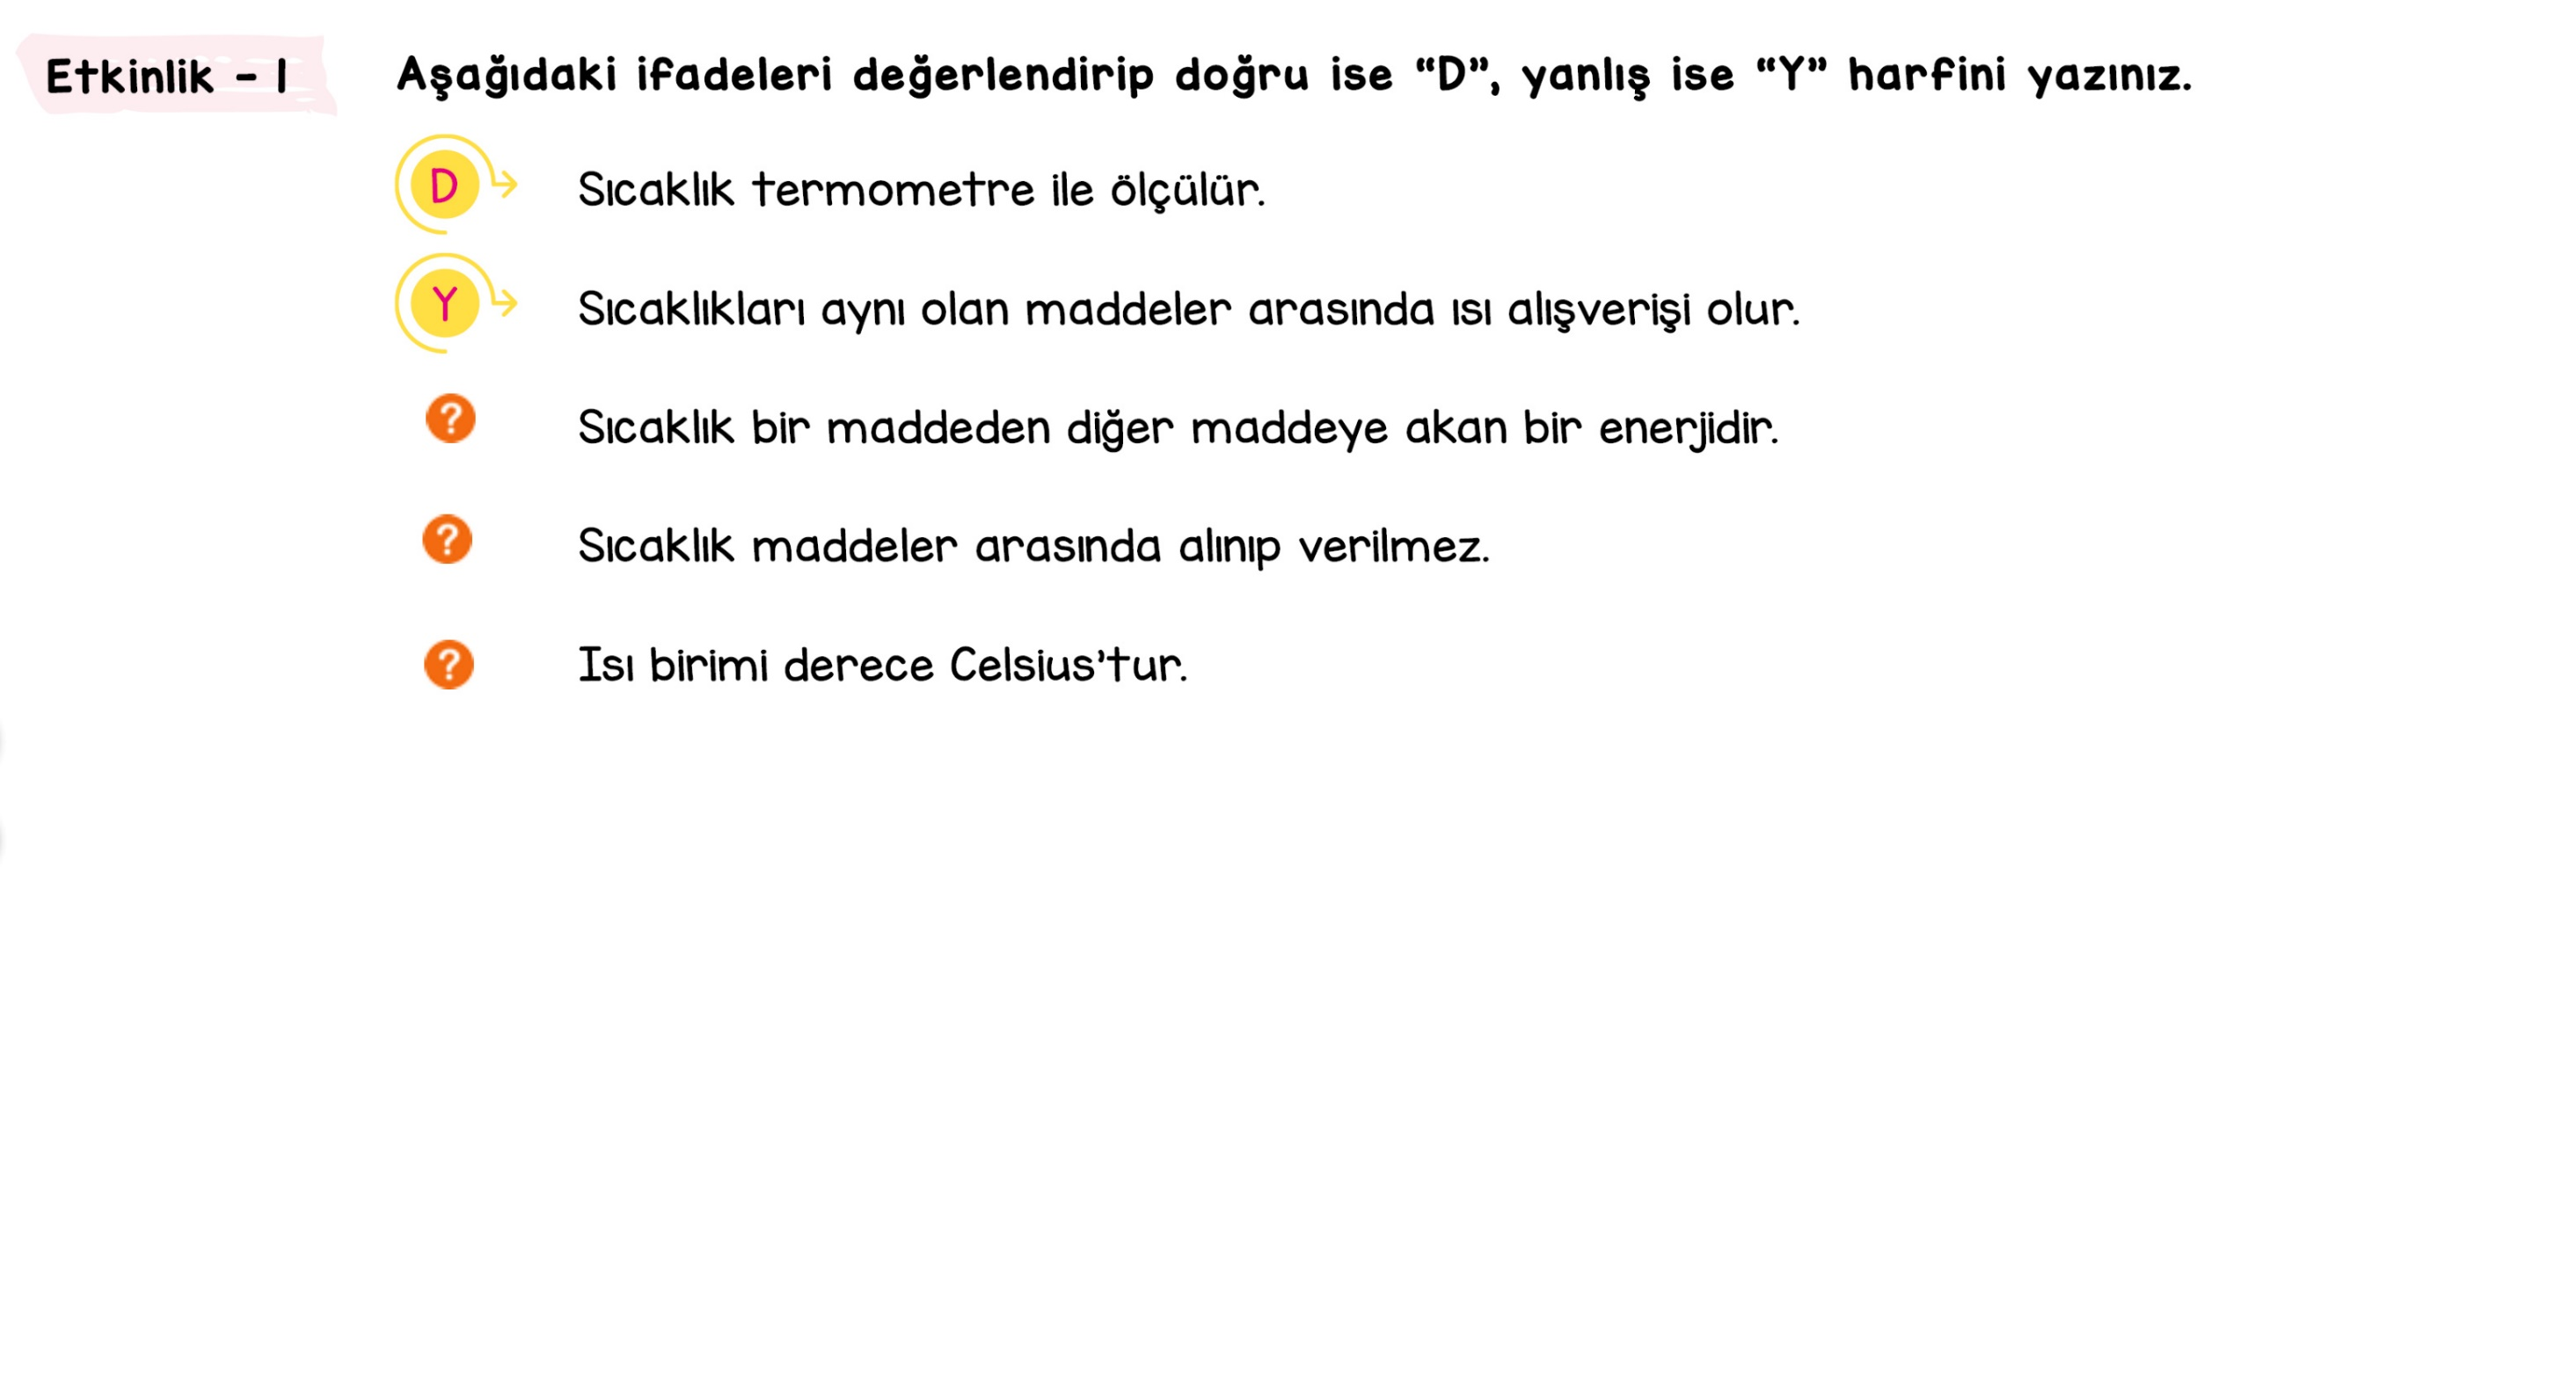 Etkinlik - 1
Aşağıdaki ifadeleri değerlendirip doğru ise “D”, yanlış ise “Y” harfini yazınız.
D Sıcaklık termometre ile ölçülür.
Y Sıcaklıkları aynı olan maddeler arasında ısı alışverişi olur.
? Sıcaklık bir maddeden diğer maddeye akan bir enerjidir.
? Sıcaklık maddeler arasında alınıp verilmez.
? Isı birimi derece Celsius’tur.